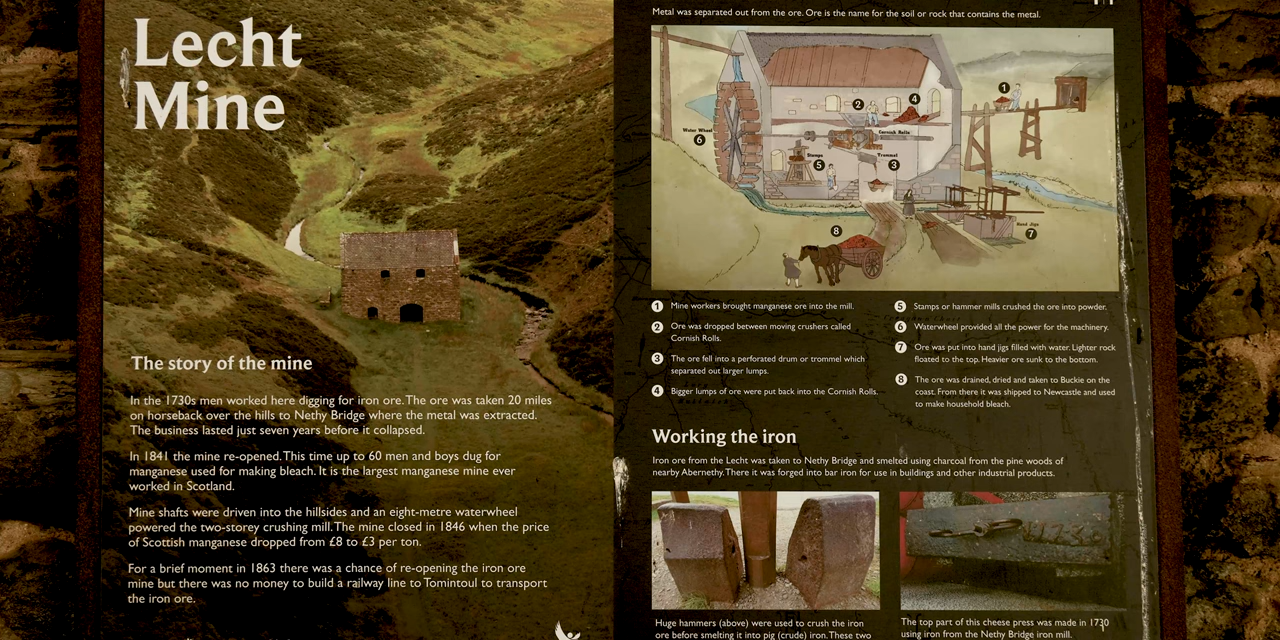 Lecht
Mine
The story of the mine
In the 1730s men worked here digging for iron ore. The ore was taken 20 miles
on horseback over the hills to Nethy Bridge where the metal was extracted.
The business lasted just seven years before it collapsed.
In 1841 the mine re-opened. This time up to 60 men and boys dug for
manganese used for making bleach. It is the largest manganese mine ever
worked in Scotland.
Mine shafts were driven into the hillsides and an eight-metre waterwheel
powered the two-storey crushing mill. The mine closed in 1846 when the price
of Scottish manganese dropped from £8 to £3 per ton.
For a brief moment in 1863 there was a chance of re-opening the iron ore
mine but there was no money to build a railway line to Tomintoul to transport
the iron ore.
Metal was separated out from the ore. Ore is the name for the soil or rock that contains the metal.
1
2
4
Water Wheel
6
Cornish Rolls
Stamps
5
Trommel
3
Hand Jigs
7
8
1 Mine workers brought manganese ore into the mill.
2 Ore was dropped between moving crushers called
Cornish Rolls.
3 The ore fell into a perforated drum or trommel which
separated out larger lumps.
4 Bigger lumps of ore were put back into the Cornish Rolls.
5 Stamps or hammer mills crushed the ore into powder.
6 Waterwheel provided all the power for the machinery.
7 Ore was put into hand jigs filled with water. Lighter rock
floated to the top. Heavier ore sunk to the bottom.
8 The ore was drained, dried and taken to Buckie on the
coast. From there it was shipped to Newcastle and used
to make household bleach.
Working the iron
Iron ore from the Lecht was taken to Nethy Bridge and smelted using charcoal from the pine woods of
nearby Abernethy. There it was forged into bar iron for use in buildings and other industrial products.
Huge hammers (above) were used to crush the iron
ore before smelting it into pig (crude) iron. These two
The top part of this cheese press was made in 1730
using iron from the Nethy Bridge iron mill.